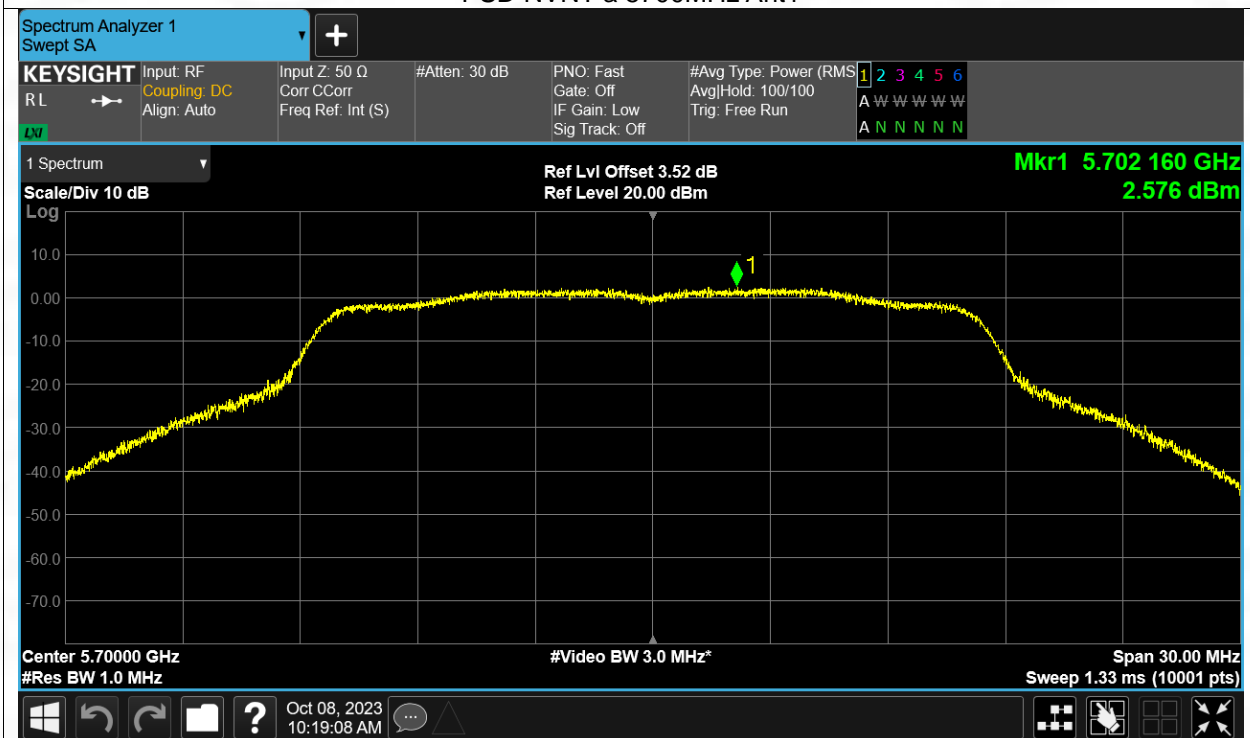 Spectrum Analyzer 1
Swept SA
KEYSIGHT
R L
LXI
Input: RF
Coupling: DC
Align: Auto
Input Z: 50 Ω
Corr CCorr
Freq Ref: Int (S)
#Atten: 30 dB
PNO: Fast
Gate: Off
IF Gain: Low
Sig Track: Off
#Avg Type: Power (RMS
Avg|Hold: 100/100
Trig: Free Run
1 2 3 4 5 6
A W W W W W
A N N N N N
1 Spectrum
Scale/Div 10 dB
Log
Ref Lvl Offset 3.52 dB
Ref Level 20.00 dBm
Mkr1 5.702 160 GHz
2.576 dBm
10.0
1
0.00
-10.0
-20.0
-30.0
-40.0
-50.0
-60.0
-70.0
Center 5.70000 GHz
#Video BW 3.0 MHz*
Span 30.00 MHz
#Res BW 1.0 MHz
Sweep 1.33 ms (10001 pts)
?
Oct 08, 2023
10:19:08 AM